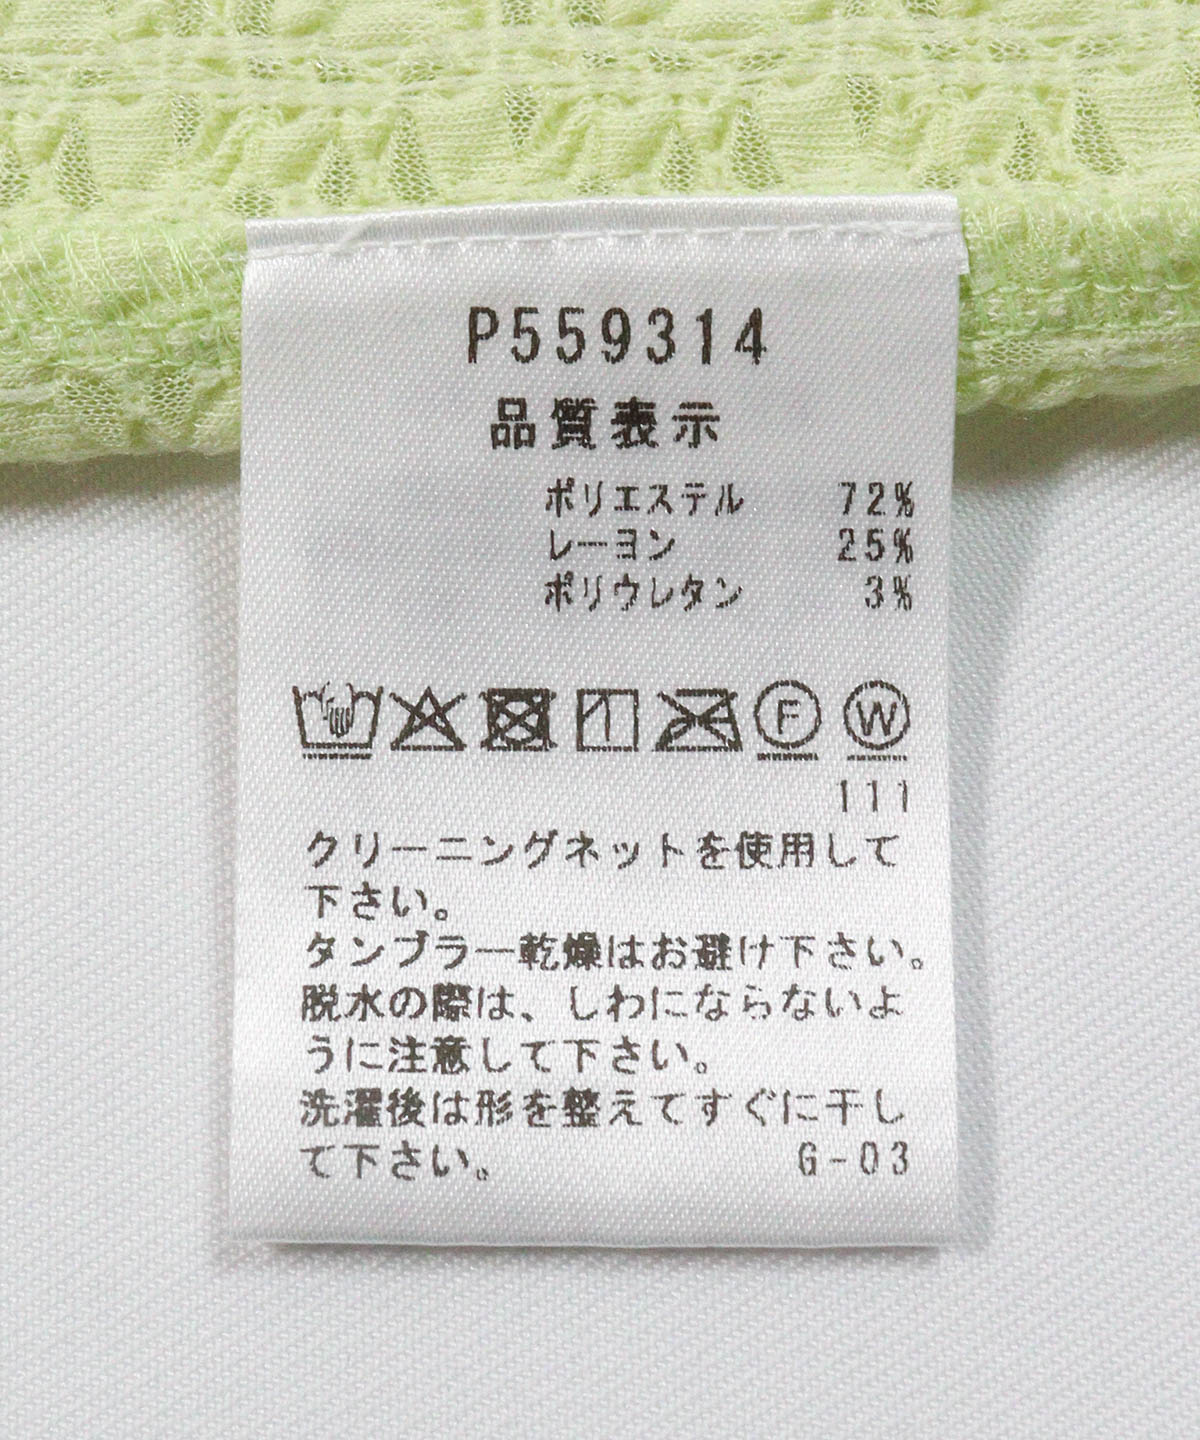 P559314
品質表示
ポリエステル 72%
レーヨン 25%
ポリウレタン 3%
F W
111
クリーニングネットを使用して
下さい。
タンブラー乾燥はお避け下さい。
脱水の際は、しわにならないよ
うに注意して下さい。
洗濯後は形を整えてすぐに干し
て下さい。 G-03